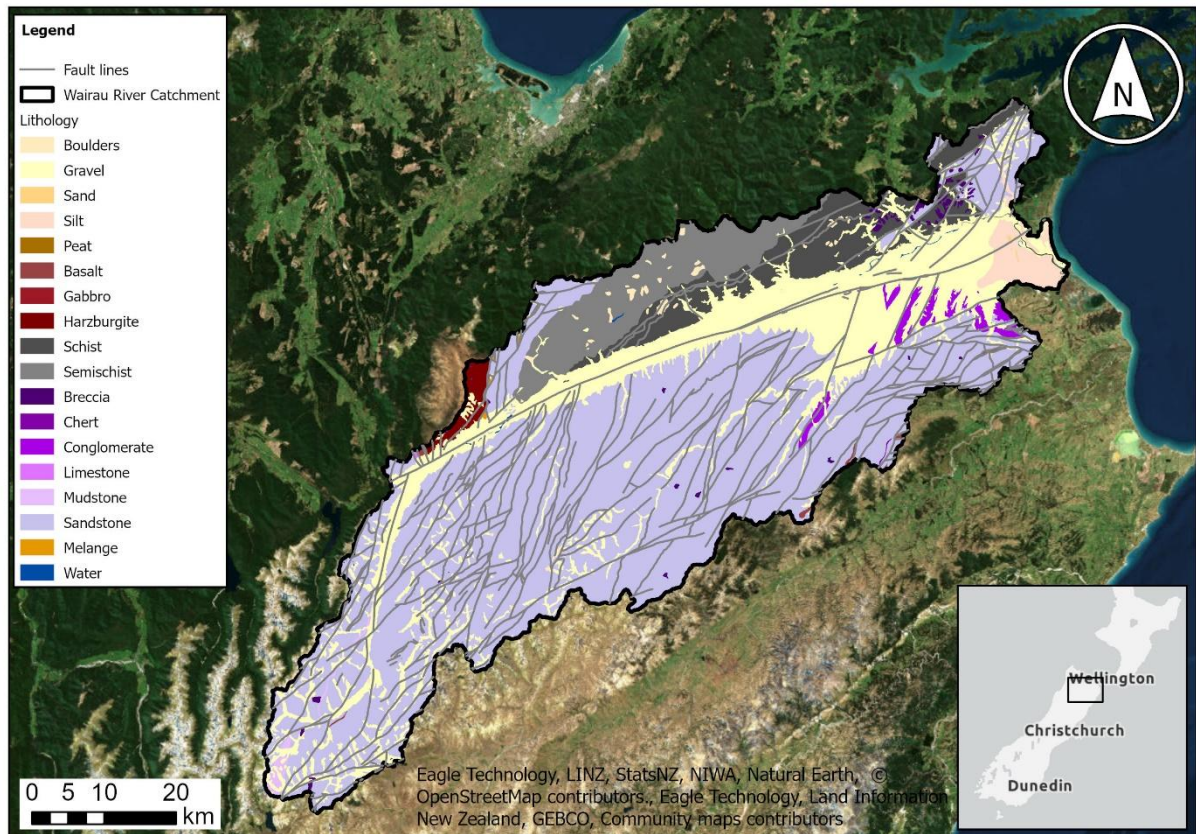 Legend
Fault lines
Wairau River Catchment
Lithology
Boulders
Gravel
Sand
Silt
Peat
Basalt
Gabbro
Harzburgite
Schist
Semischist
Breccia
Chert
Conglomerate
Limestone
Mudstone
Sandstone
Melange
Water
N
Wellington
Christchurch
Dunedin
0 5 10 20
km
Eagle Technology, LINZ, StatsNZ, NIWA, Natural Earth, ©
OpenStreetMap contributors., Eagle Technology, Land Information
New Zealand, GEBCO, Community maps contributors